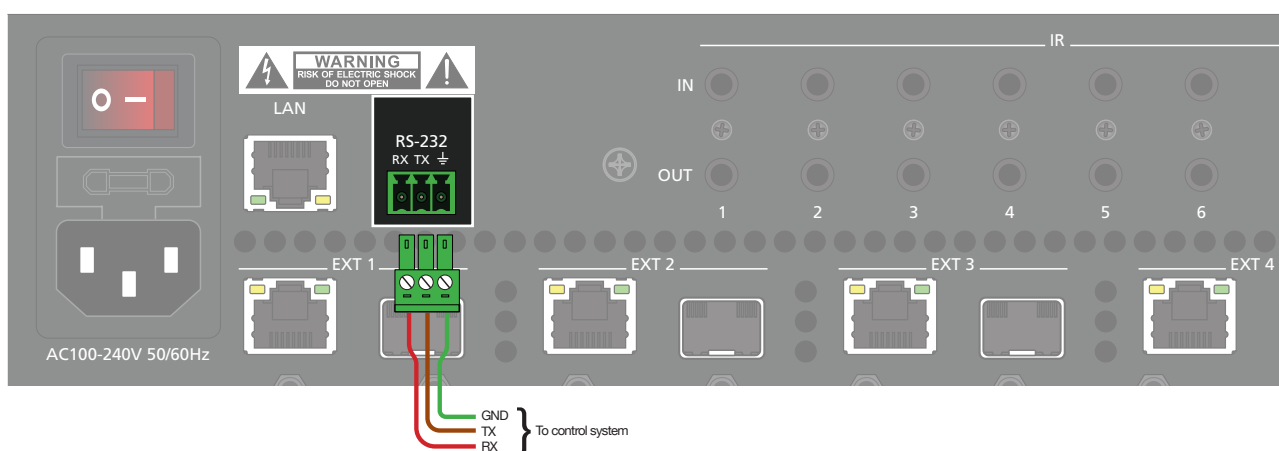 IR
WARNING
RISK OF ELECTRIC SHOCK
DO NOT OPEN
IN
LAN
RS-232
RX TX
OUT
1 2 3 4 5 6
EXT 1 EXT 2 EXT 3 EXT 4
AC100-240V 50/60Hz
GND
TX To control system
RX